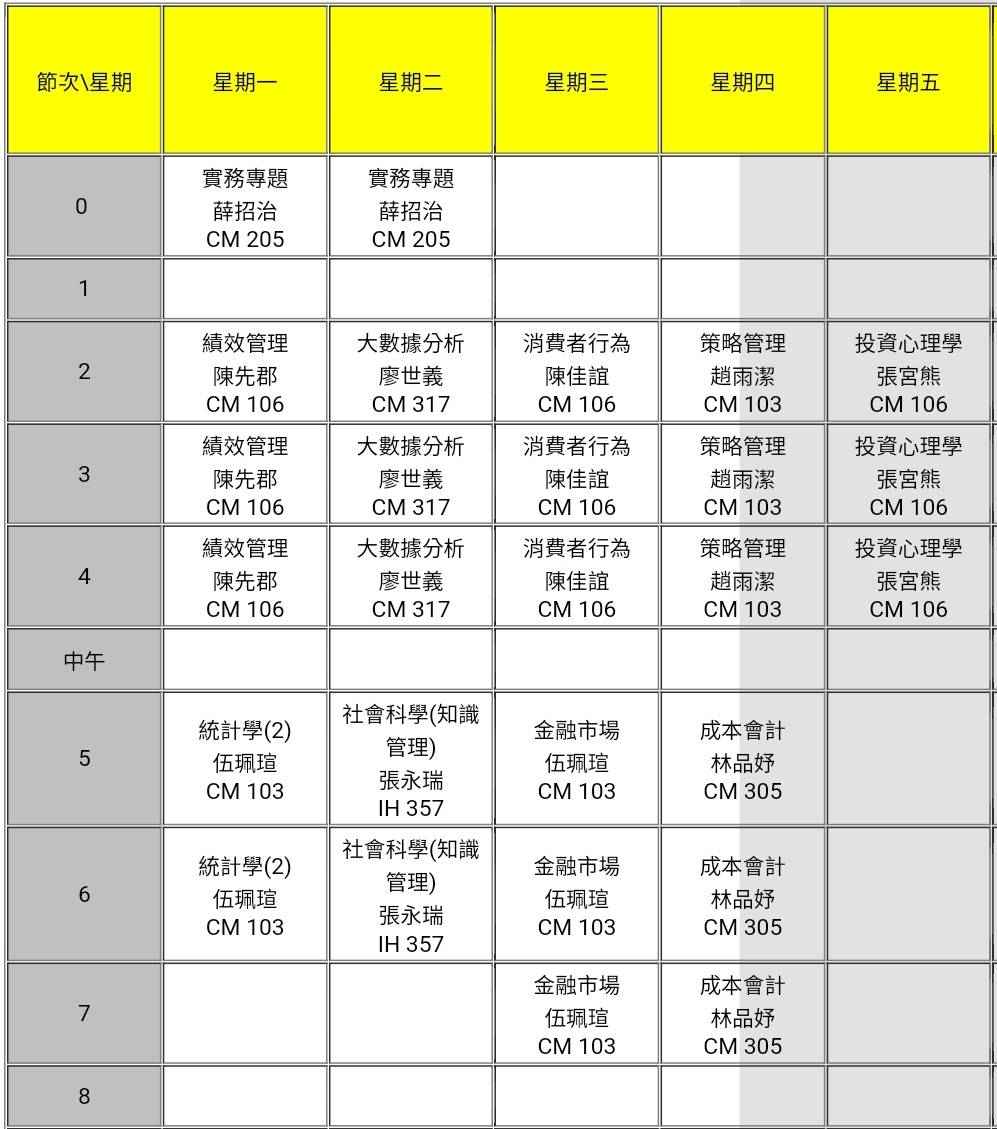 節次\星期 星期一 星期二 星期三 星期四 星期五
0
實務專題
薛招治
CM 205
實務專題
薛招治
CM 205
1
2
績效管理
陳先郡
CM 106
大數據分析
廖世義
CM 317
消費者行為
陳佳誼
CM 106
策略管理
趙雨潔
CM 103
投資心理學
張宮熊
CM 106
3
績效管理
陳先郡
CM 106
大數據分析
廖世義
CM 317
消費者行為
陳佳誼
CM 106
策略管理
趙雨潔
CM 103
投資心理學
張宮熊
CM 106
4
績效管理
陳先郡
CM 106
大數據分析
廖世義
CM 317
消費者行為
陳佳誼
CM 106
策略管理
趙雨潔
CM 103
投資心理學
張宮熊
CM 106
中午
5
統計學(2)
伍珮瑄
CM 103
社會科學(知識
管理)
張永瑞
IH 357
金融市場
伍珮瑄
CM 103
成本會計
林品妤
CM 305
6
統計學(2)
伍珮瑄
CM 103
社會科學(知識
管理)
張永瑞
IH 357
金融市場
伍珮瑄
CM 103
成本會計
林品妤
CM 305
7
金融市場
伍珮瑄
CM 103
成本會計
林品妤
CM 305
8